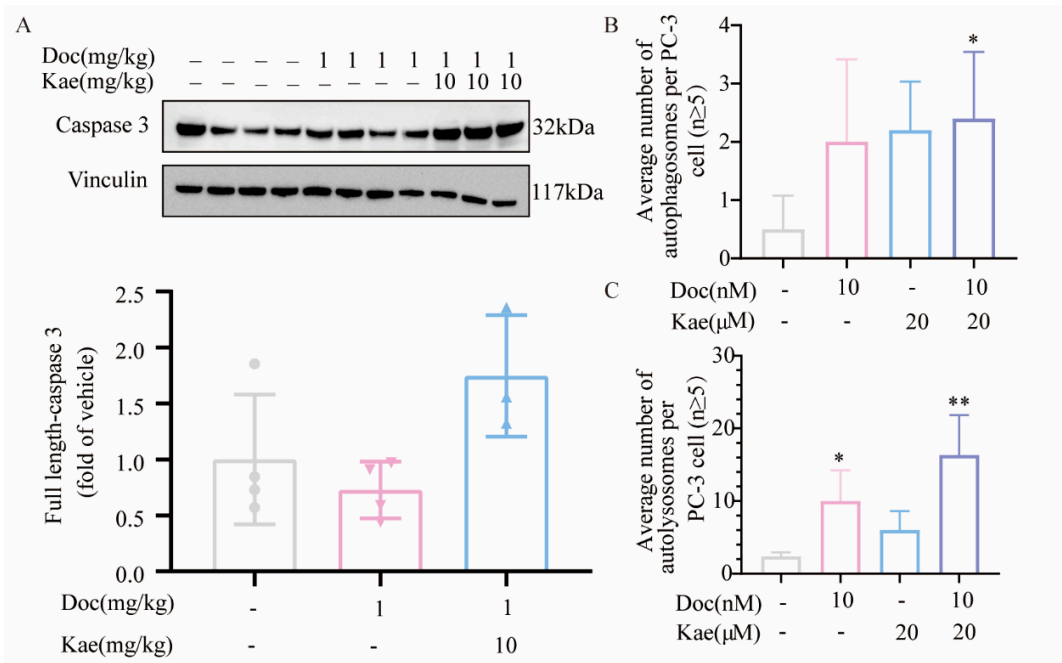 A
Doc(mg/kg) – – – – 1 1 1 1 1 1 1
Kae(mg/kg) – – – – – – – – 10 10 10
Caspase 3 32kDa
Vinculin 117kDa
Full length-caspase 3
(fold of vehicle)
2.5
2.0
1.5
1.0
0.5
0.0
Doc(mg/kg) - 1 1
Kae(mg/kg) - - 10
B
Average number of
autophagosomes per PC-3
cell (n≥5)
4
3
2
1
0
*
Doc(nM) - 10 - 10
Kae(μM) - - 20 20
C
Average number of
autolysosomes per
PC-3 cell (n≥5)
30
20
10
0
*
**
Doc(nM) - 10 - 10
Kae(μM) - - 20 20